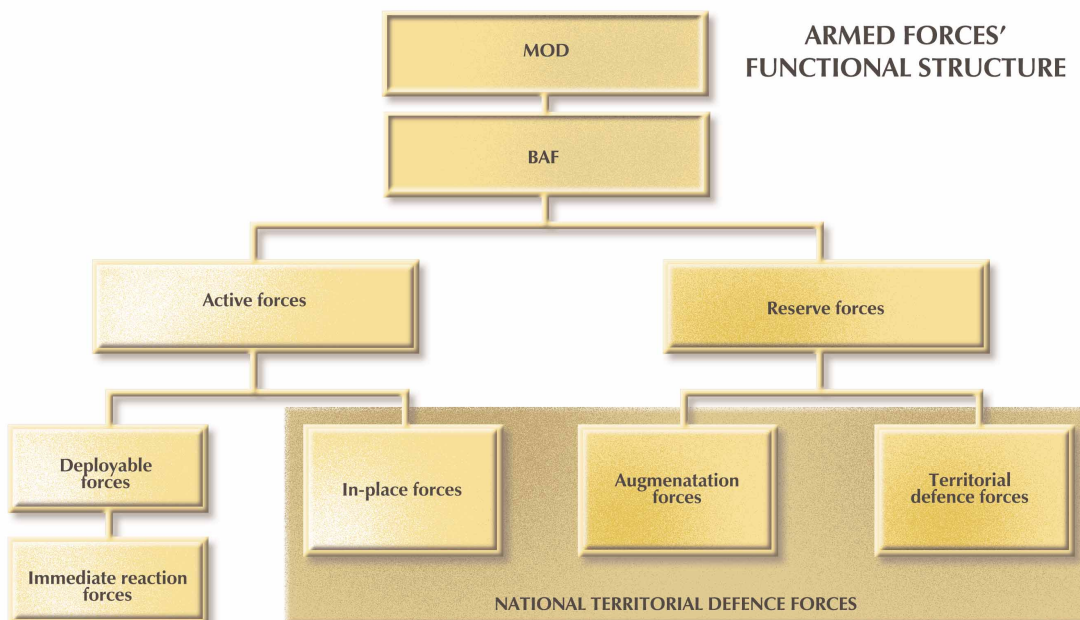 ARMED FORCES’
FUNCTIONAL STRUCTURE
MOD
BAF
Active forces
Reserve forces
Deployable
forces
In-place forces
Augmenatation
forces
Territorial
defence forces
Immediate reaction
forces
NATIONAL TERRITORIAL DEFENCE FORCES